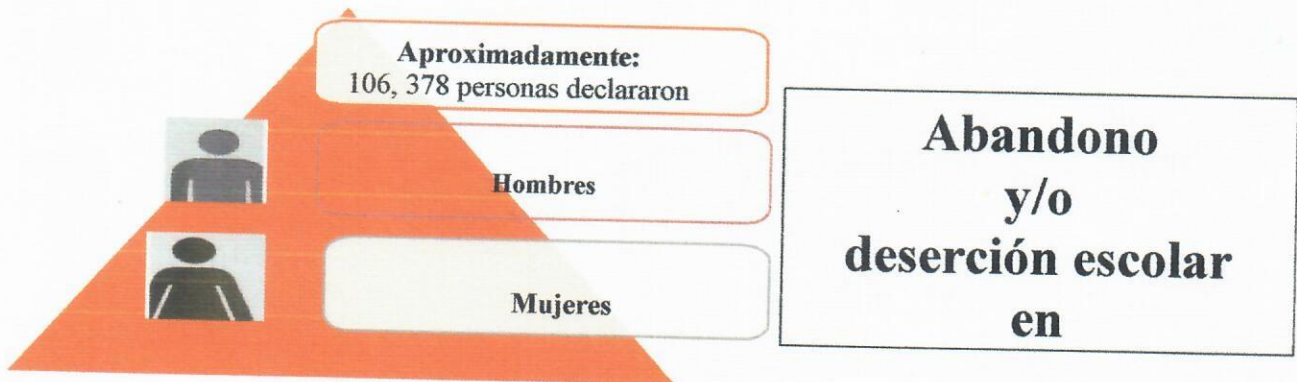 Aproximadamente:
106, 378 personas declararon
Hombres
Mujeres
Abandono
y/o
deserción escolar
en